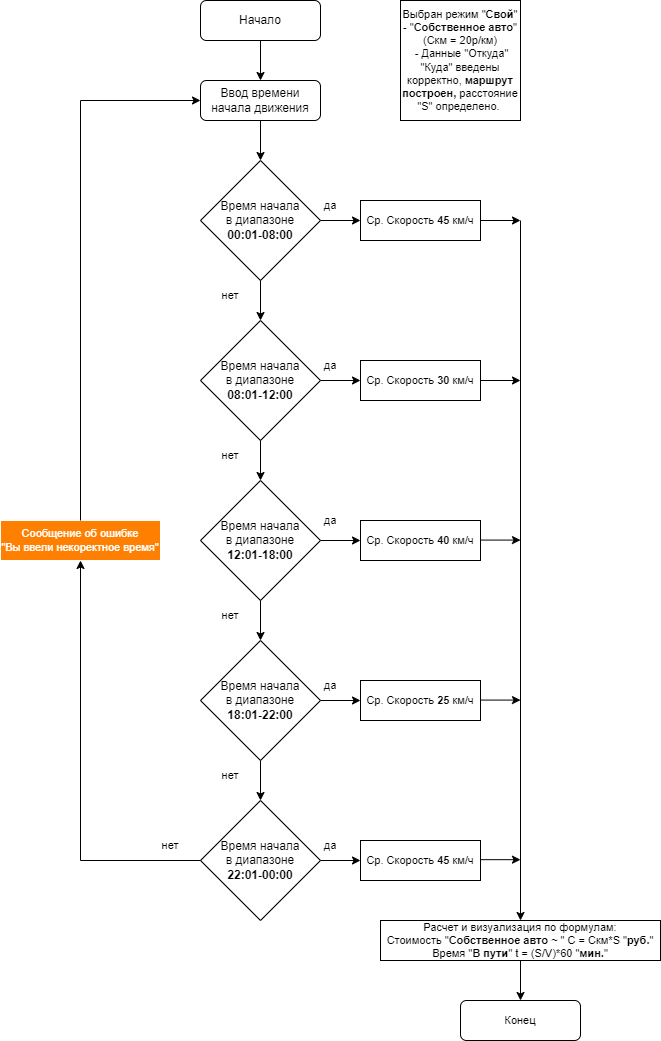 Начало
Выбран режим "Свой"
- "Собственное авто"
(Скм = 20р/км)
- Данные "Откуда"
"Куда" введены
корректно, маршрут
построен, расстояние
"S" определено.
Ввод времени
начала движения
Время начала
в диапазоне
00:01-08:00
да
Ср. Скорость 45 км/ч
нет
Время начала
в диапазоне
08:01-12:00
да
Ср. Скорость 30 км/ч
нет
Время начала
в диапазоне
12:01-18:00
да
Ср. Скорость 40 км/ч
Сообщение об ошибке
"Вы ввели некоректное время"
нет
Время начала
в диапазоне
18:01-22:00
да
Ср. Скорость 25 км/ч
нет
Время начала
в диапазоне
22:01-00:00
да
Ср. Скорость 45 км/ч
нет
Расчет и визуализация по формулам:
Стоимость "Собственное авто ~ " C = Скм*S "руб."
Время "В пути" t = (S/V)*60 "мин."
Конец